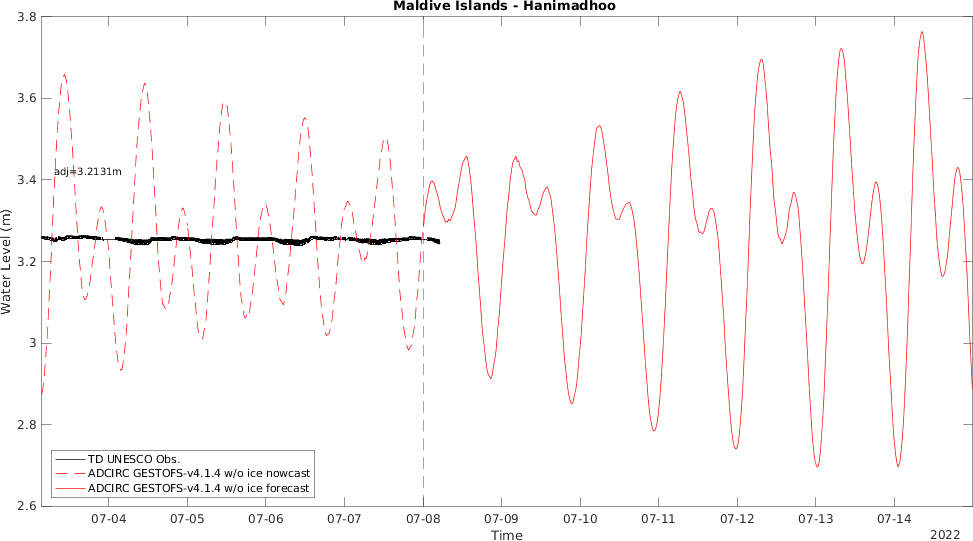 Maldive Islands - Hanimadhoo
3.8
3.6
3.4
3.2
3
2.8
2.6
Water Level (m)
adj=3.2131m
TD UNESCO Obs.
ADCIRC GESTOFS-v4.1.4 w/o ice nowcast
ADCIRC GESTOFS-v4.1.4 w/o ice forecast
07-04 07-05 07-06 07-07 07-08 07-09 07-10 07-11 07-12 07-13 07-14
Time
2022